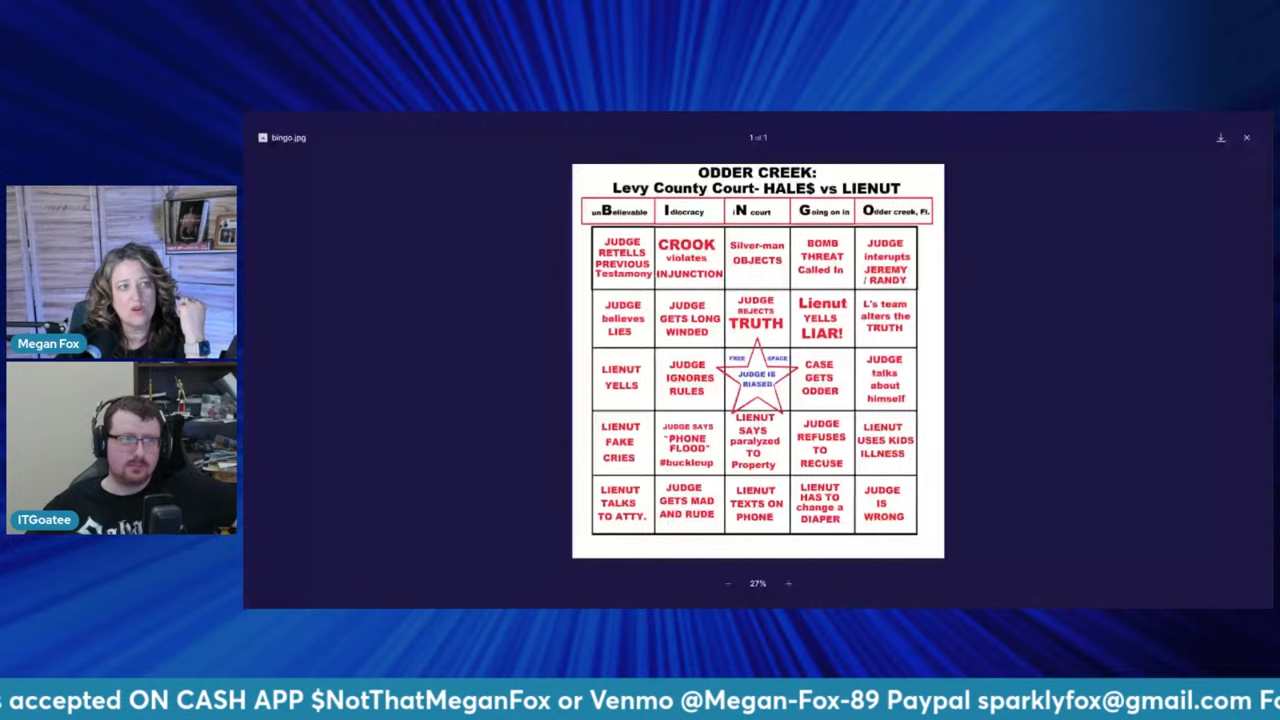 bingo.jpg
1 of 1
ODDER CREEK:
Levy County Court- HALE$ vs LIENUT
unBelievable
Idiocracy
iN court
Going on in
Odder creek, Fl.
JUDGE
RETELLS
PREVIOUS
Testamony
CROOK
violates
INJUNCTION
Silver-man
OBJECTS
BOMB
THREAT
Called In
JUDGE
interupts
JEREMY
/ RANDY
JUDGE
believes
LIES
JUDGE
GETS LONG
WINDED
JUDGE
REJECTS
TRUTH
Lienut
YELLS
LIAR!
L's team
alters the
TRUTH
LIENUT
YELLS
JUDGE
IGNORES
RULES
FREE SPACE
JUDGE IS
BIASED
CASE
GETS
ODDER
JUDGE
talks
about
himself
LIENUT
FAKE
CRIES
JUDGE SAYS
"PHONE
FLOOD"
#buckleup
LIENUT
SAYS
paralyzed
TO
Property
JUDGE
REFUSES
TO
RECUSE
LIENUT
USES KIDS
ILLNESS
LIENUT
TALKS
TO ATTY.
JUDGE
GETS MAD
AND RUDE
LIENUT
TEXTS ON
PHONE
LIENUT
HAS TO
change a
DIAPER
JUDGE
IS
WRONG
27%
Megan Fox
ITGoatee
s accepted ON CASH APP $NotThatMeganFox or Venmo @Megan-Fox-89 Paypal sparklyfox@gmail.com Fo